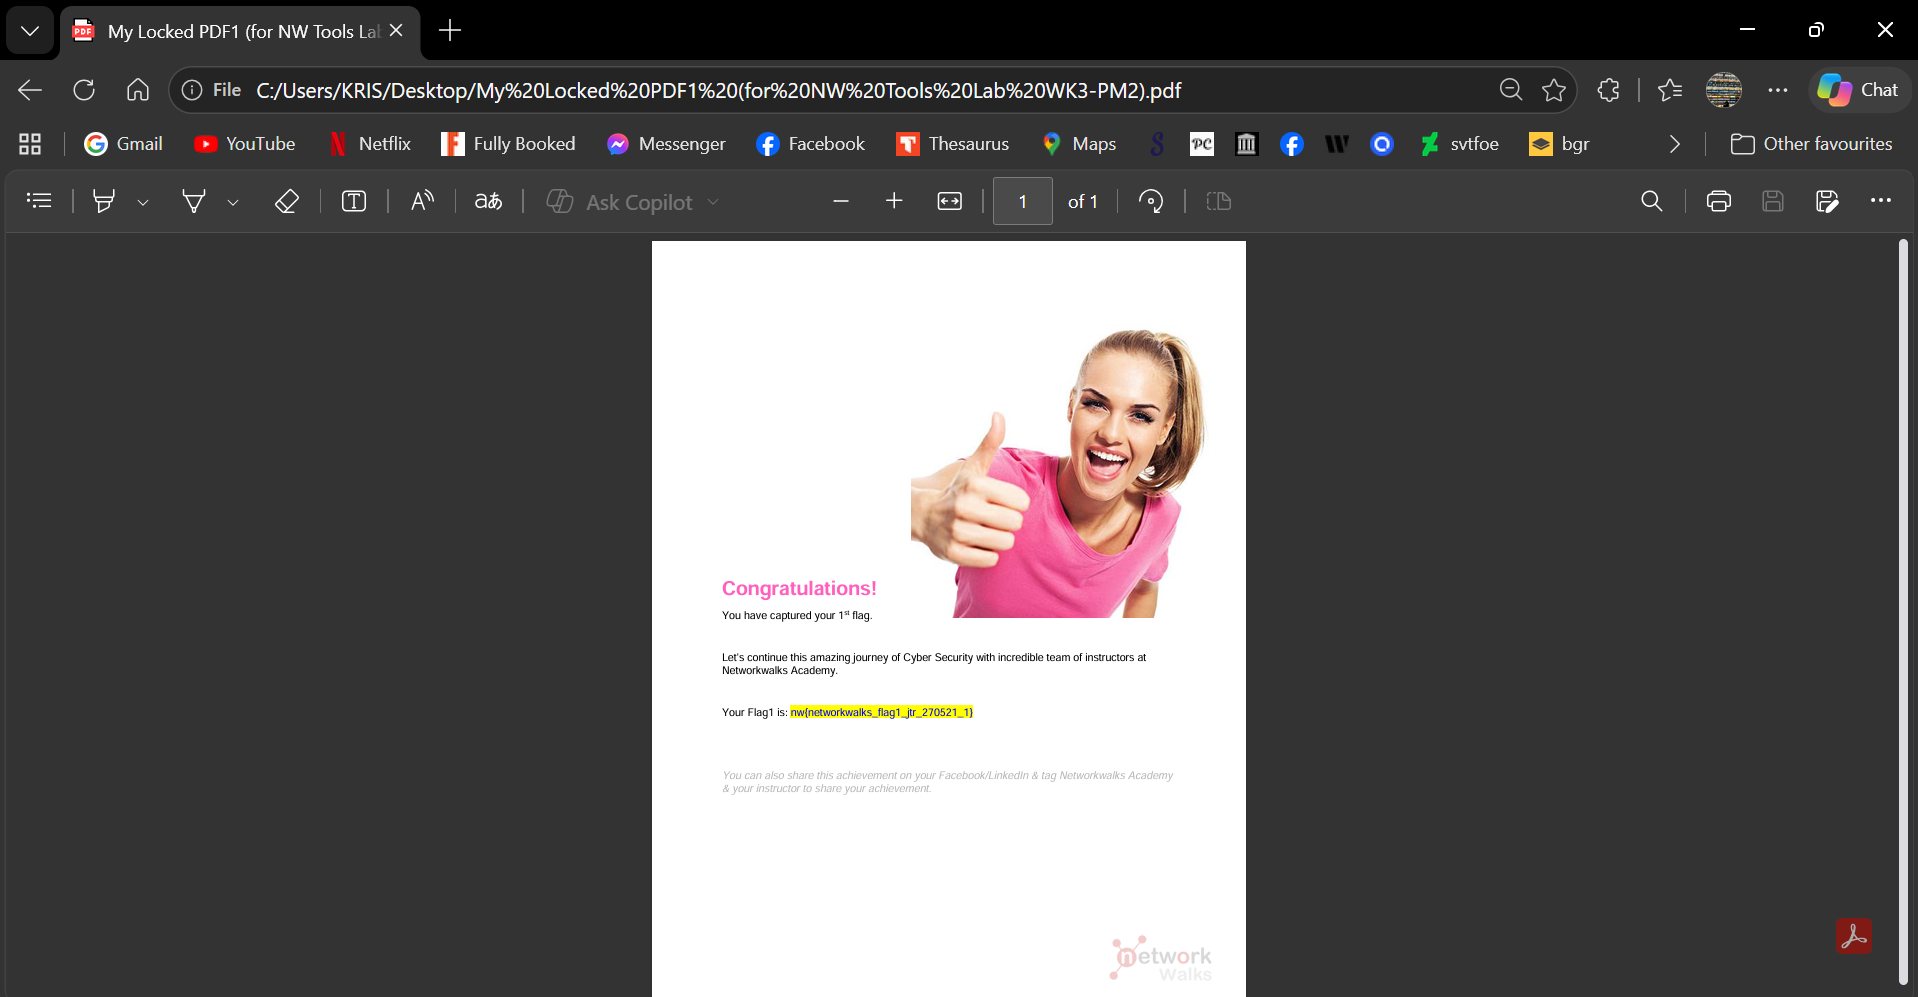 My Locked PDF1 (for NW Tools La
File C:/Users/KRIS/Desktop/My%20Locked%20PDF1%20(for%20NW%20Tools%20Lab%20WK3-PM2).pdf
Chat
Gmail YouTube Netflix Fully Booked Messenger Facebook Thesaurus Maps svtfoe bgr Other favourites
Ask Copilot 1 of 1
Congratulations!
You have captured your 1st flag.
Let's continue this amazing journey of Cyber Security with incredible team of instructors at
Networkwalks Academy.
Your Flag1 is: nw{networkwalks_flag1_jtr_270521_1}
You can also share this achievement on your Facebook/LinkedIn & tag Networkwalks Academy
& your instructor to share your achievement.
network
Walks